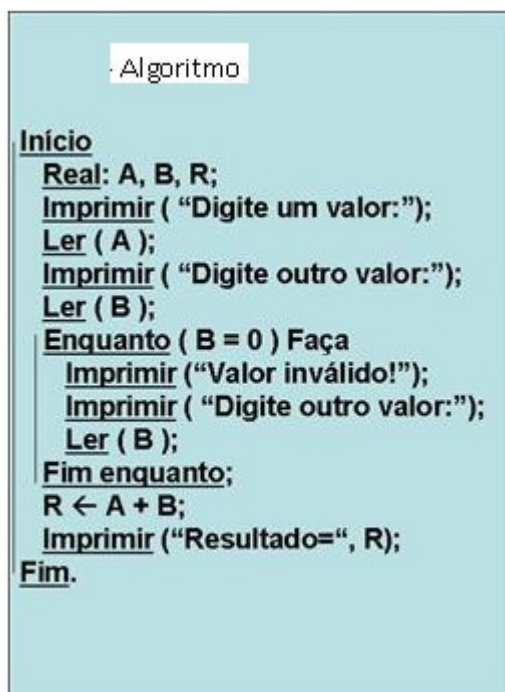 - Algoritmo
Início
Real: A, B, R;
Imprimir ( “Digite um valor:”);
Ler ( A );
Imprimir ( “Digite outro valor:”);
Ler ( B );
Enquanto ( B = 0 ) Faça
Imprimir (“Valor inválido!”);
Imprimir ( “Digite outro valor:”);
Ler ( B );
Fim enquanto;
R ← A + B;
Imprimir (“Resultado=“, R);
Fim.